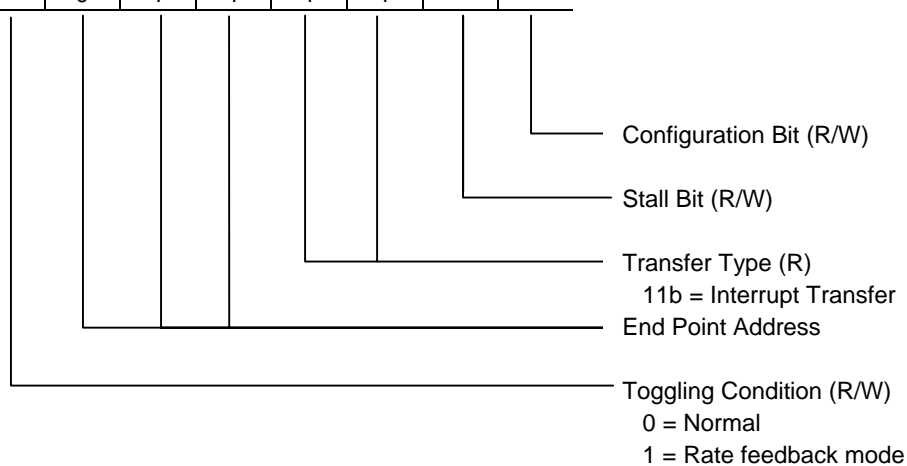 Configuration Bit (R/W)
Stall Bit (R/W)
Transfer Type (R)
11b = Interrupt Transfer
End Point Address
Toggling Condition (R/W)
0 = Normal
1 = Rate feedback mode